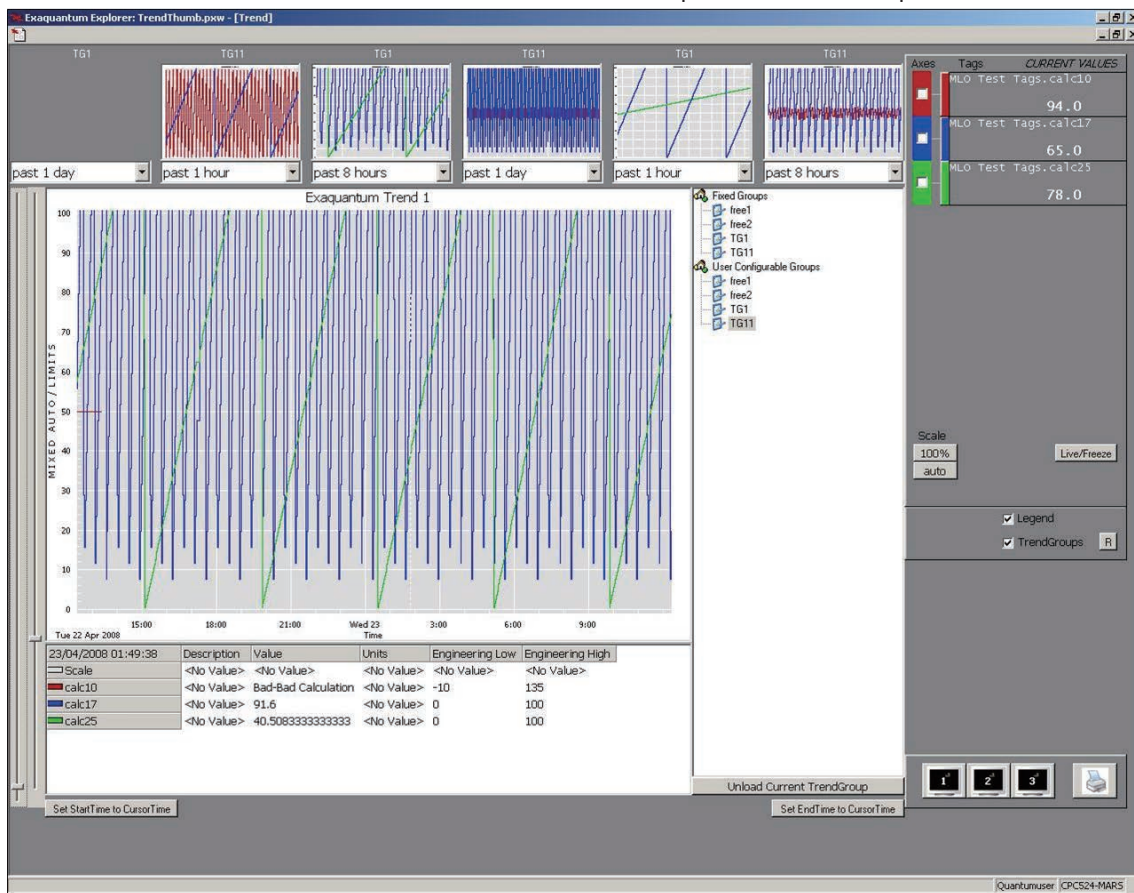 Exaquantum Explorer: TrendThumb.pxw - [Trend]
TG1 TG11 TG1 TG11 TG1 TG11
past 1 day past 1 hour past 8 hours past 1 day past 1 hour past 8 hours
Axes Tags CURRENT VALUES
MLO Test Tags.calc10
94.0
MLO Test Tags.calc17
65.0
MLO Test Tags.calc25
78.0
Exaquantum Trend 1
MIXED AUTO/LIMITS
100
90
80
70
60
50
40
30
20
10
0
15:00 18:00 21:00 Wed 23 3:00 6:00 9:00
Tue 22 Apr 2008 Time
Fixed Groups
free1
free2
TG1
TG11
User Configurable Groups
free1
free2
TG1
TG11
Scale
100%
auto
Live/Freeze
Legend
TrendGroups R
23/04/2008 01:49:38 Description Value Units Engineering Low Engineering High
Scale <No Value> <No Value> <No Value> <No Value> <No Value>
calc10 <No Value> Bad-Bad Calculation <No Value> -10 135
calc17 <No Value> 91.6 <No Value> 0 100
calc25 <No Value> 40.5083333333333 <No Value> 0 100
Unload Current TrendGroup
1 2 3
Set StartTime to CursorTime
Set EndTime to CursorTime
Quantumuser CPC524-MARS